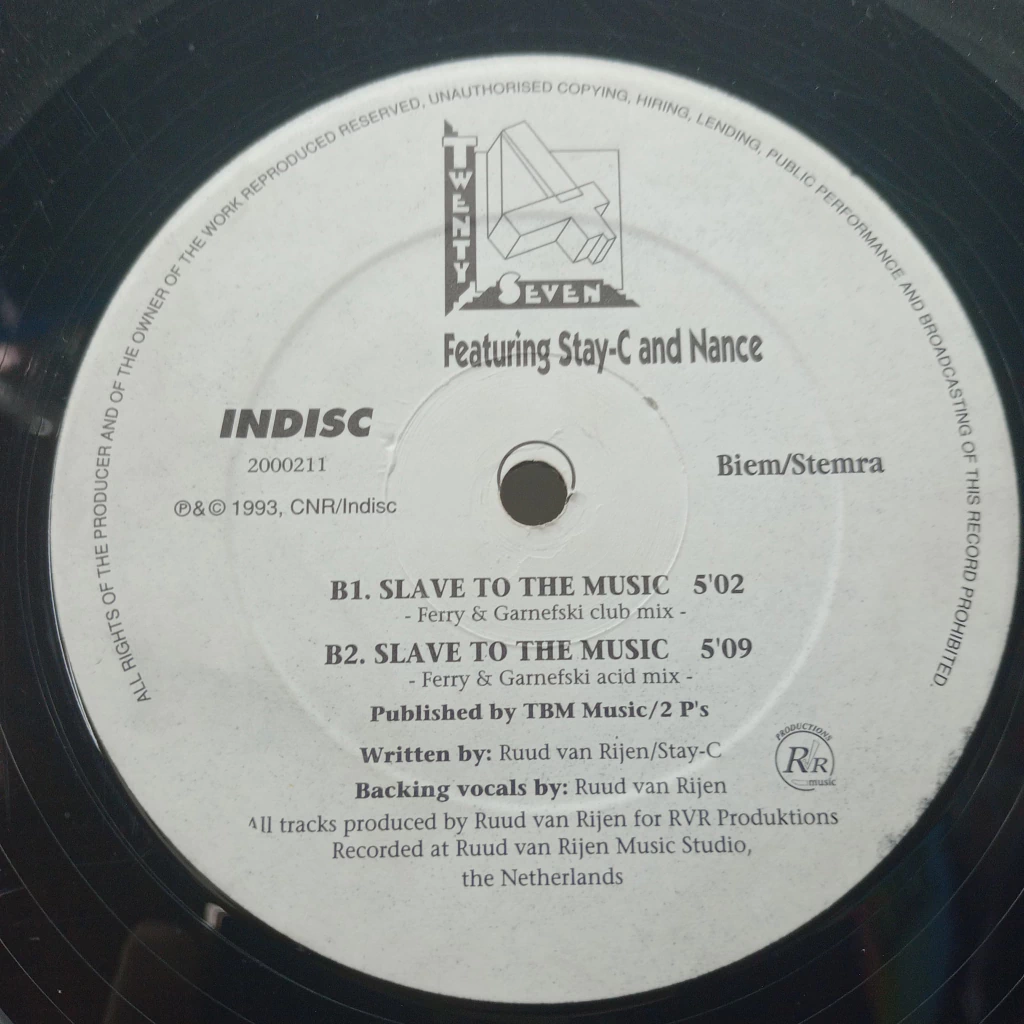 ALL RIGHTS OF THE PRODUCER AND OF THE OWNER OF THE WORK REPRODUCED RESERVED, UNAUTHORISED COPYING, HIRING, LENDING, PUBLIC PERFORMANCE AND BROADCASTING OF THIS RECORD PROHIBITED.
TWENTY
SEVEN
Featuring Stay-C and Nance
INDISC
2000211
Biem/Stemra
℗&© 1993, CNR/Indisc
B1. SLAVE TO THE MUSIC 5'02
- Ferry & Garnefski club mix -
B2. SLAVE TO THE MUSIC 5'09
- Ferry & Garnefski acid mix -
Published by TBM Music/2 P's
PRODUCTIONS
RVR
music
Written by: Ruud van Rijen/Stay-C
Backing vocals by: Ruud van Rijen
All tracks produced by Ruud van Rijen for RVR Produktions
Recorded at Ruud van Rijen Music Studio,
the Netherlands